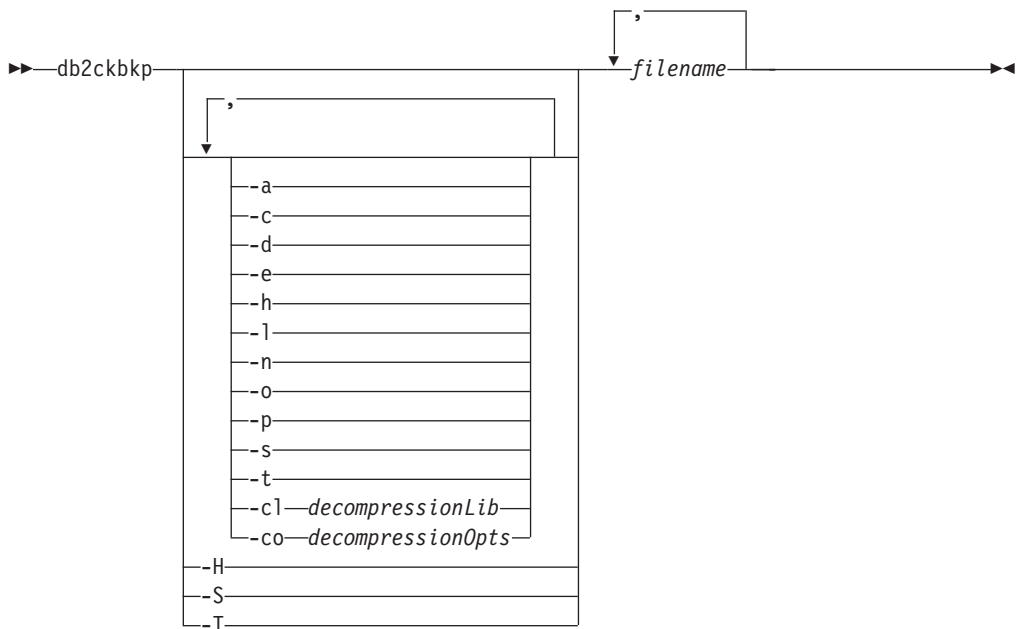 ,
db2ckbkp filename
,
-a
-c
-d
-e
-h
-l
-n
-o
-p
-s
-t
-cl decompressionLib
-co decompressionOpts
-H
-S
-T